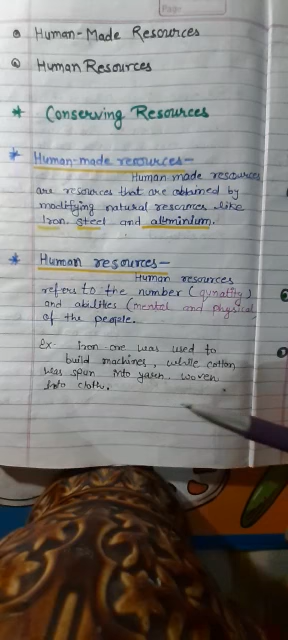 Page
Human-Made Resources
Human Resources
* Conserving Resources
* Human-made resources-
Human made resources
are resources that are obtained by
modifying natural resources like
Iron, steel and alluminium.
* Human resources-
Human resources
refers to the number (qunatity)
and abilities (mental and physical
of the people.
Ex- Iron ore was used to
build machines, while cotton
was spun into yarn woven
into cloth.